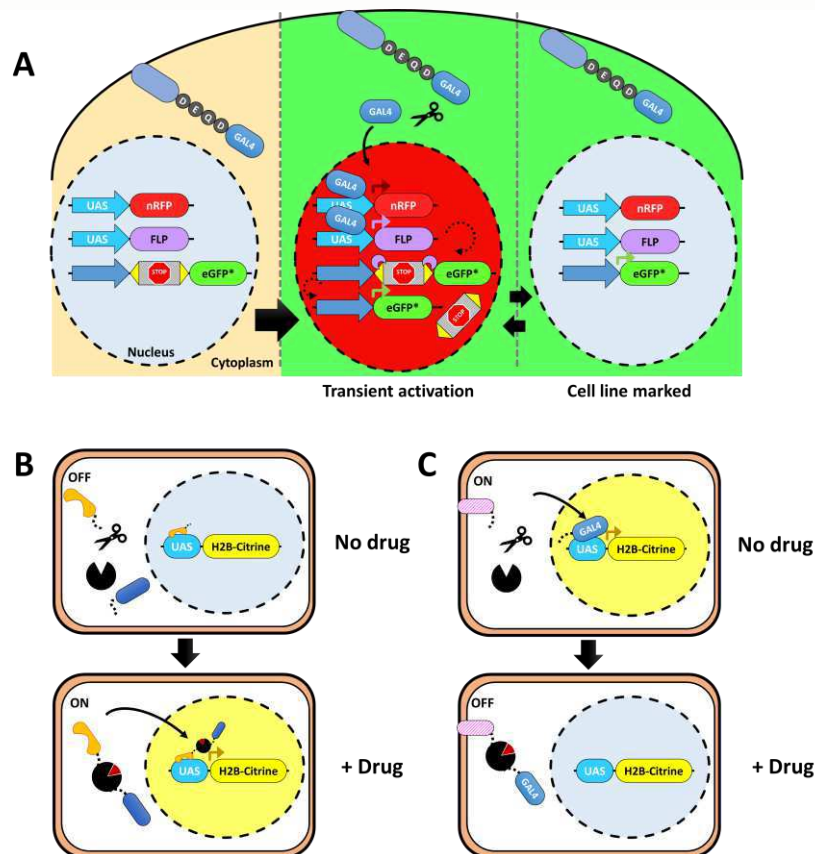 A
D E Q D GAL4
D E Q D GAL4
D E Q D GAL4
GAL4
UAS nRFP
UAS FLP
STOP eGFP*
Nucleus
Cytoplasm
GAL4
UAS nRFP
GAL4
UAS FLP
STOP eGFP*
eGFP*
STOP
UAS nRFP
UAS FLP
eGFP*
Transient activation
Cell line marked
B
OFF
UAS H2B-Citrine
No drug
ON
UAS H2B-Citrine
+ Drug
C
ON
GAL4
UAS H2B-Citrine
No drug
OFF
GAL4
UAS H2B-Citrine
+ Drug